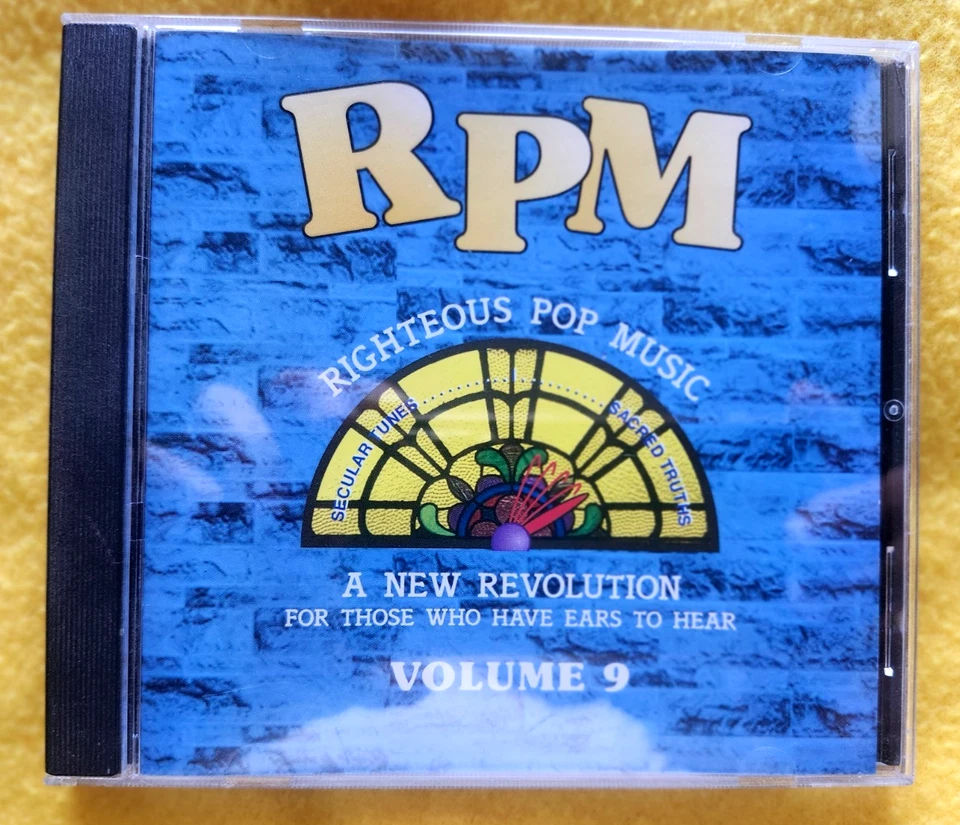 RPM
RIGHTEOUS POP MUSIC
SECULAR TUNES..................SACRED TRUTHS
A NEW REVOLUTION
FOR THOSE WHO HAVE EARS TO HEAR
VOLUME 9